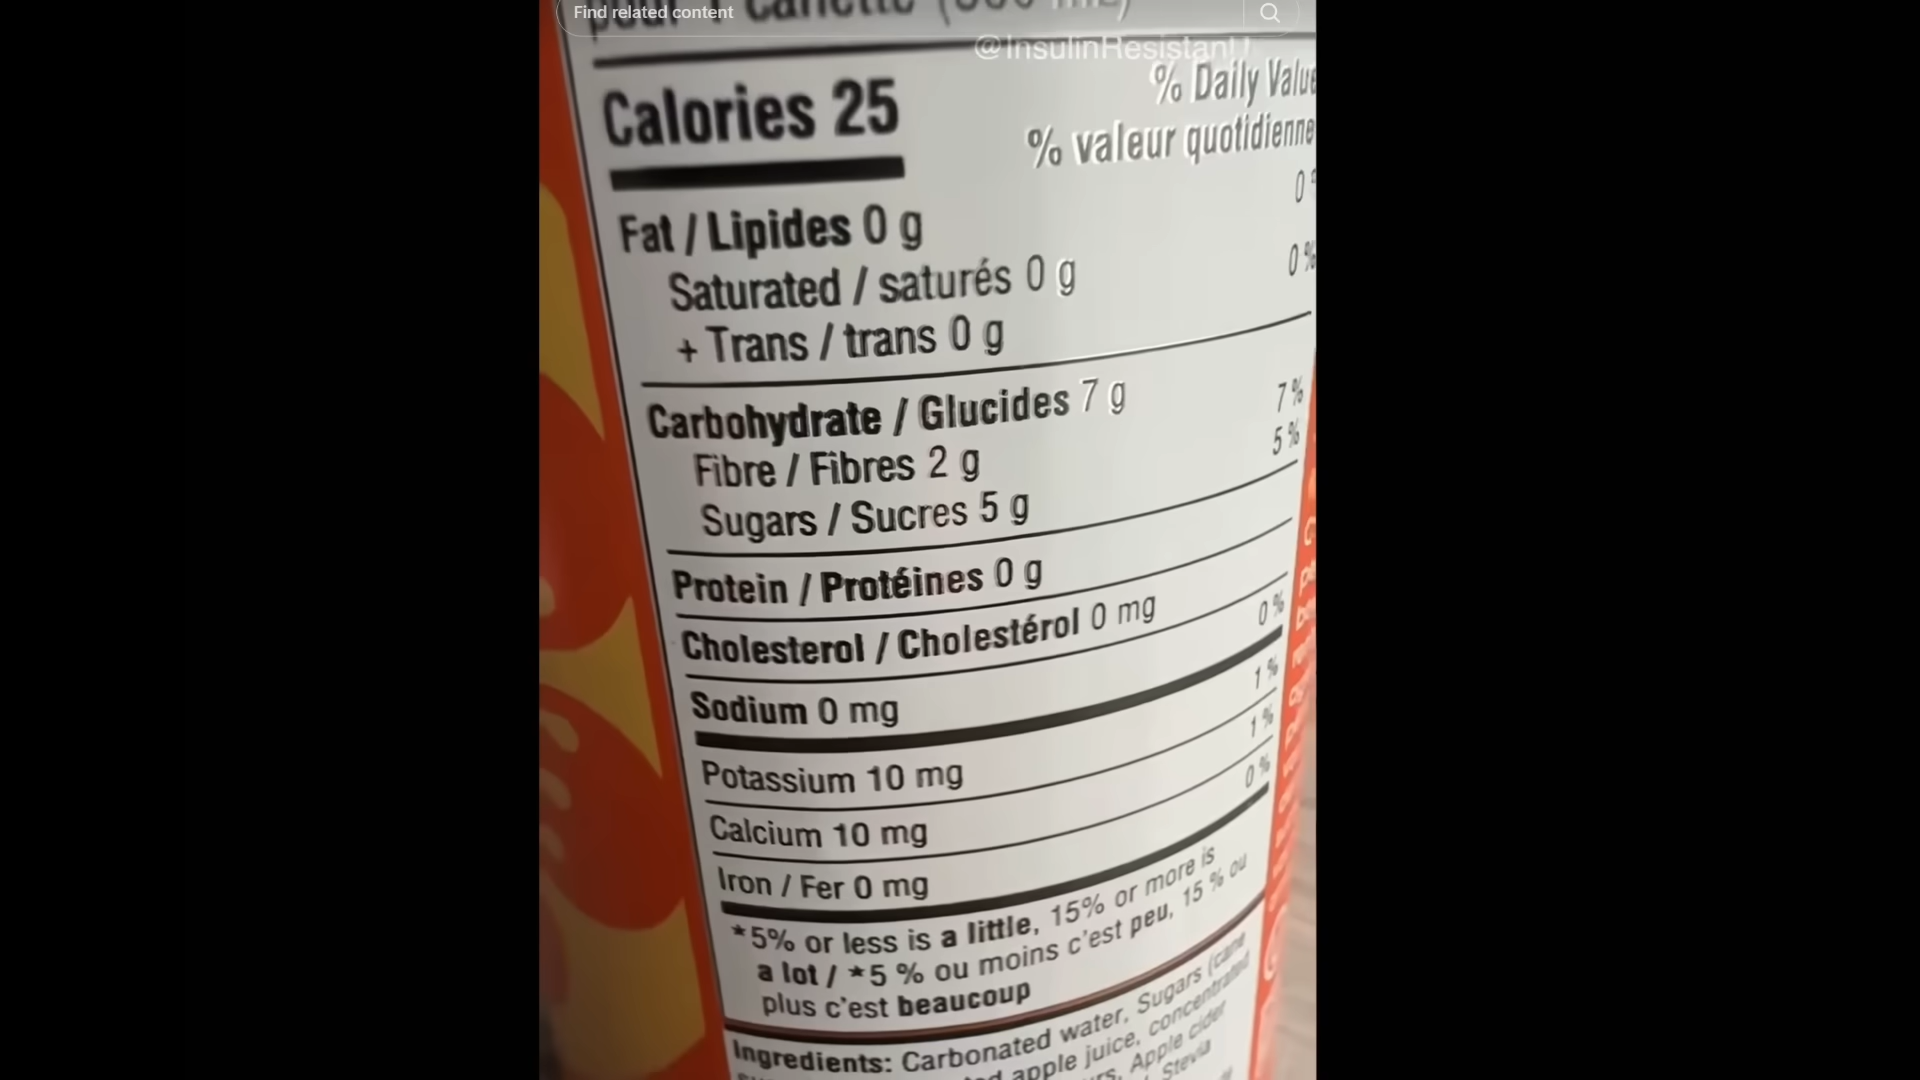 Find related content
@InsulinResistant1
Calories 25
% Daily Value
% valeur quotidienne
Fat / Lipides 0 g 0
Saturated / saturés 0 g 0 %
+ Trans / trans 0 g
Carbohydrate / Glucides 7 g 7 %
Fibre / Fibres 2 g 5 %
Sugars / Sucres 5 g
Protein / Protéines 0 g
Cholesterol / Cholestérol 0 mg
Sodium 0 mg 0 %
Potassium 10 mg 1 %
Calcium 10 mg 1 %
Iron / Fer 0 mg 0 %
*5% or less is a little, 15% or more is
a lot / *5 % ou moins c'est peu, 15 % ou
plus c'est beaucoup
Ingredients: Carbonated water, Sugars (cane
apple juice, concentrated
Apple cider
Stevia